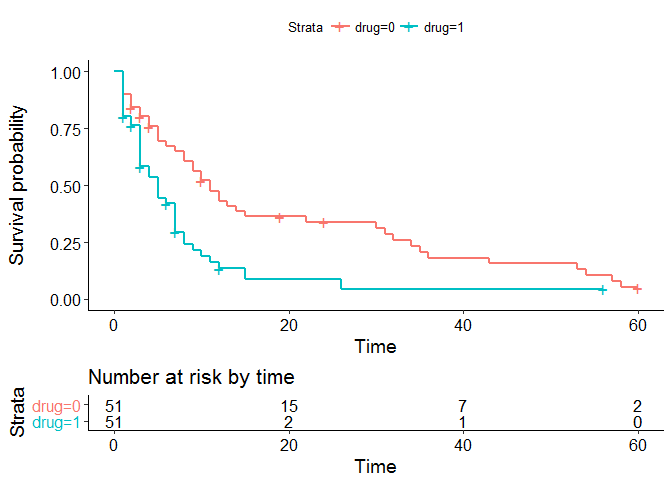 Strata drug=0 drug=1
1.00
0.75
0.50
0.25
0.00
Survival probability
0 20 40 60
Time
Number at risk by time
Strata
drug=0 51 15 7 2
drug=1 51 2 1 0
0 20 40 60
Time